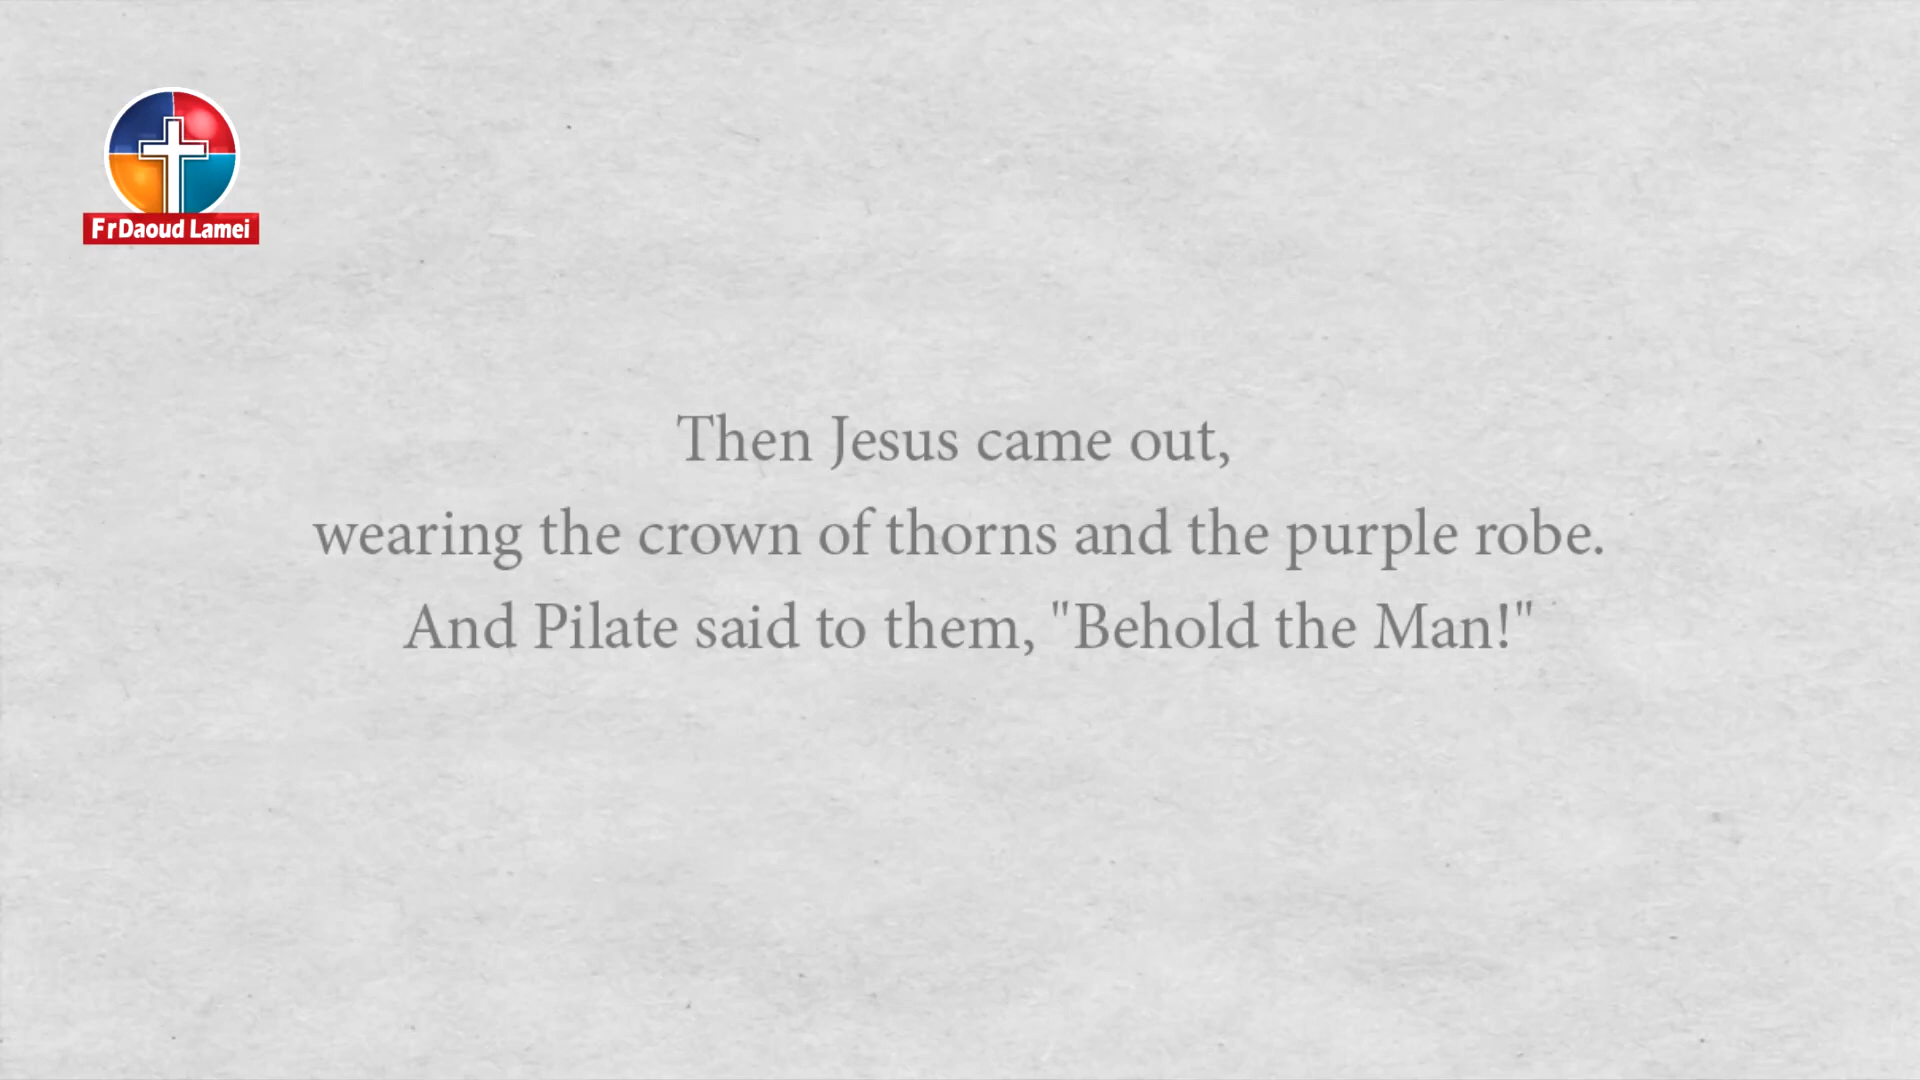 FrDaoud Lamei
Then Jesus came out,
wearing the crown of thorns and the purple robe.
And Pilate said to them, "Behold the Man!"